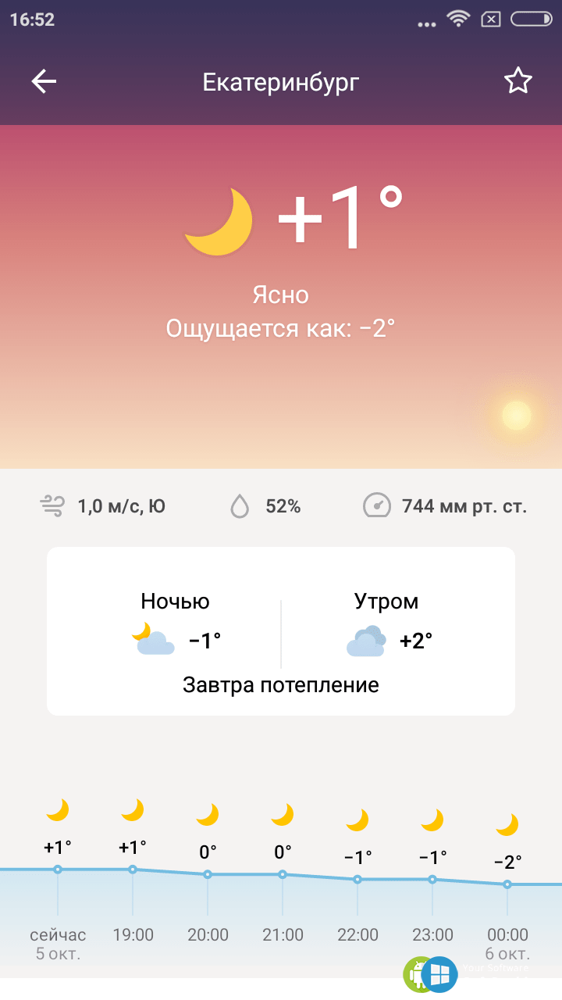 16:52
Екатеринбург
+1°
Ясно
Ощущается как: −2°
1,0 м/с, Ю 52% 744 мм рт. ст.
Ночью Утром
−1° +2°
Завтра потепление
+1° +1° 0° 0° −1° −1° −2°
сейчас 19:00 20:00 21:00 22:00 23:00 00:00
5 окт. 6 окт.
Your Software